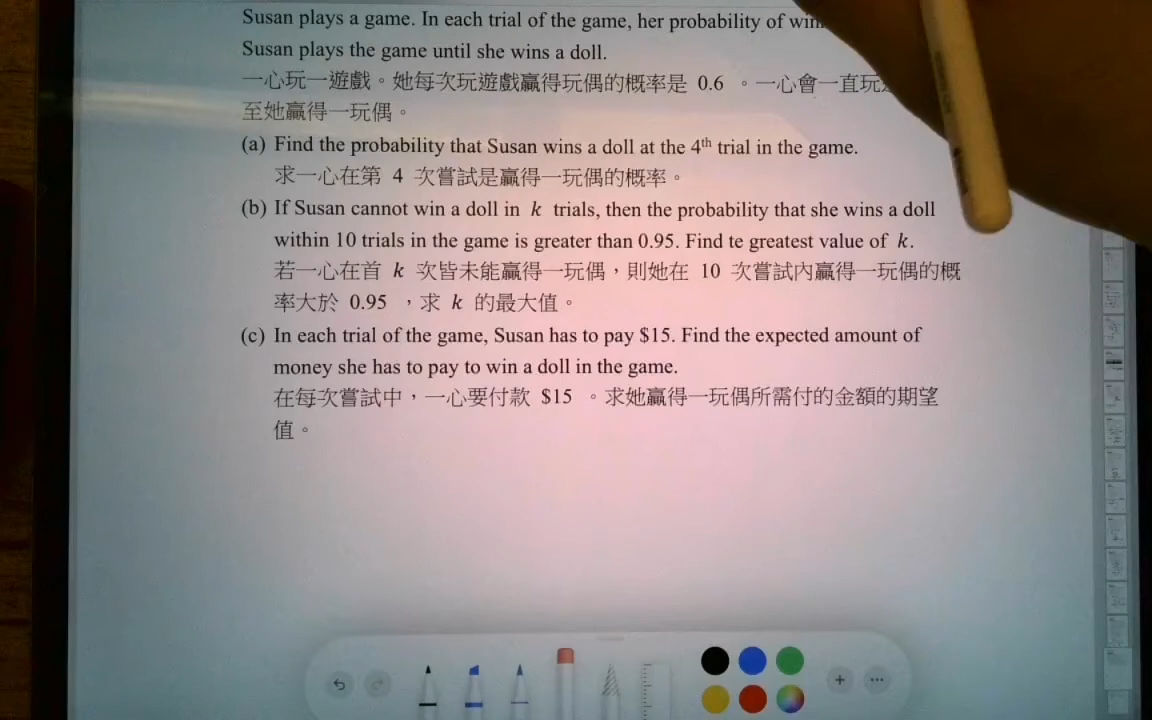 Susan plays a game. In each trial of the game, her probability of
Susan plays the game until she wins a doll.
一心玩一遊戲。她每次玩遊戲贏得玩偶的概率是 0.6 。一心會一直玩
至她贏得一玩偶。
(a) Find the probability that Susan wins a doll at the 4th trial in the game.
求一心在第 4 次嘗試是贏得一玩偶的概率。
(b) If Susan cannot win a doll in k trials, then the probability that she wins a doll
within 10 trials in the game is greater than 0.95. Find te greatest value of k.
若一心在首 k 次皆未能贏得一玩偶，則她在 10 次嘗試內贏得一玩偶的概
率大於 0.95 ，求 k 的最大值。
(c) In each trial of the game, Susan has to pay $15. Find the expected amount of
money she has to pay to win a doll in the game.
在每次嘗試中，一心要付款 $15 。求她贏得一玩偶所需付的金額的期望
值。